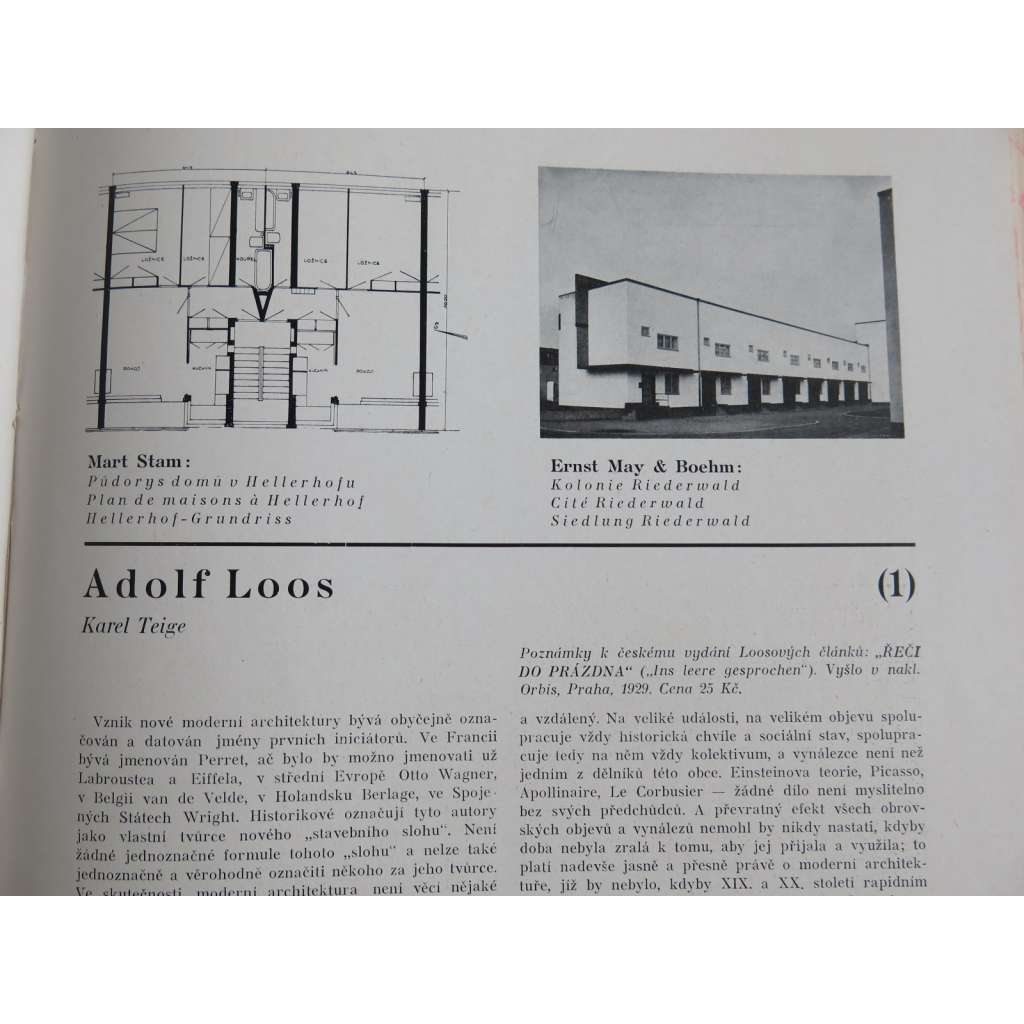 LOŽNICE
LOŽNICE
KOUPEL
LOŽNICE
LOŽNICE
POKOJ
KUCHYŇ
KUCHYŇ
POKOJ
Mart Stam:
Půdorys domů v Hellerhofu
Plan de maisons à Hellerhof
Hellerhof-Grundriss
Ernst May & Boehm:
Kolonie Riederwald
Cité Riederwald
Siedlung Riederwald
Adolf Loos (1)
Karel Teige
Poznámky k českému vydání Loosových článků: „ŘEČI
DO PRÁZDNA“ („Ins leere gesprochen“). Vyšlo v nakl.
Orbis, Praha, 1929. Cena 25 Kč.
Vznik nové moderní architektury bývá obyčejně ozna-
čován a datován jmény prvních iniciátorů. Ve Francii
bývá jmenován Perret, ač bylo by možno jmenovati už
Labroustea a Eiffela, v střední Evropě Otto Wagner,
v Belgii van de Velde, v Holandsku Berlage, ve Spoje-
ných Státech Wright. Historikové označují tyto autory
jako vlastní tvůrce nového „stavebního slohu“. Není
žádné jednoznačné formule tohoto „slohu“ a nelze také
jednoznačně a věrohodně označiti někoho za jeho tvůrce.
Ve skutečnosti moderní architektura není věcí nějaké
a vzdálený. Na veliké události, na velikém objevu spolu-
pracuje vždy historická chvíle a sociální stav, spolupra-
cuje tedy na něm vždy kolektivum, a vynálezce není než
jedním z dělníků této obce. Einsteinova teorie, Picasso,
Apollinaire, Le Corbusier — žádné dílo není myslitelno
bez svých předchůdců. A převratný efekt všech obrov-
ských objevů a vynálezů nemohl by nikdy nastati, kdyby
doba nebyla zralá k tomu, aby jej přijala a využila; to
platí nadevše jasně a přesně právě o moderní architek-
tuře, jíž by nebylo, kdyby XIX. a XX. století rapidním